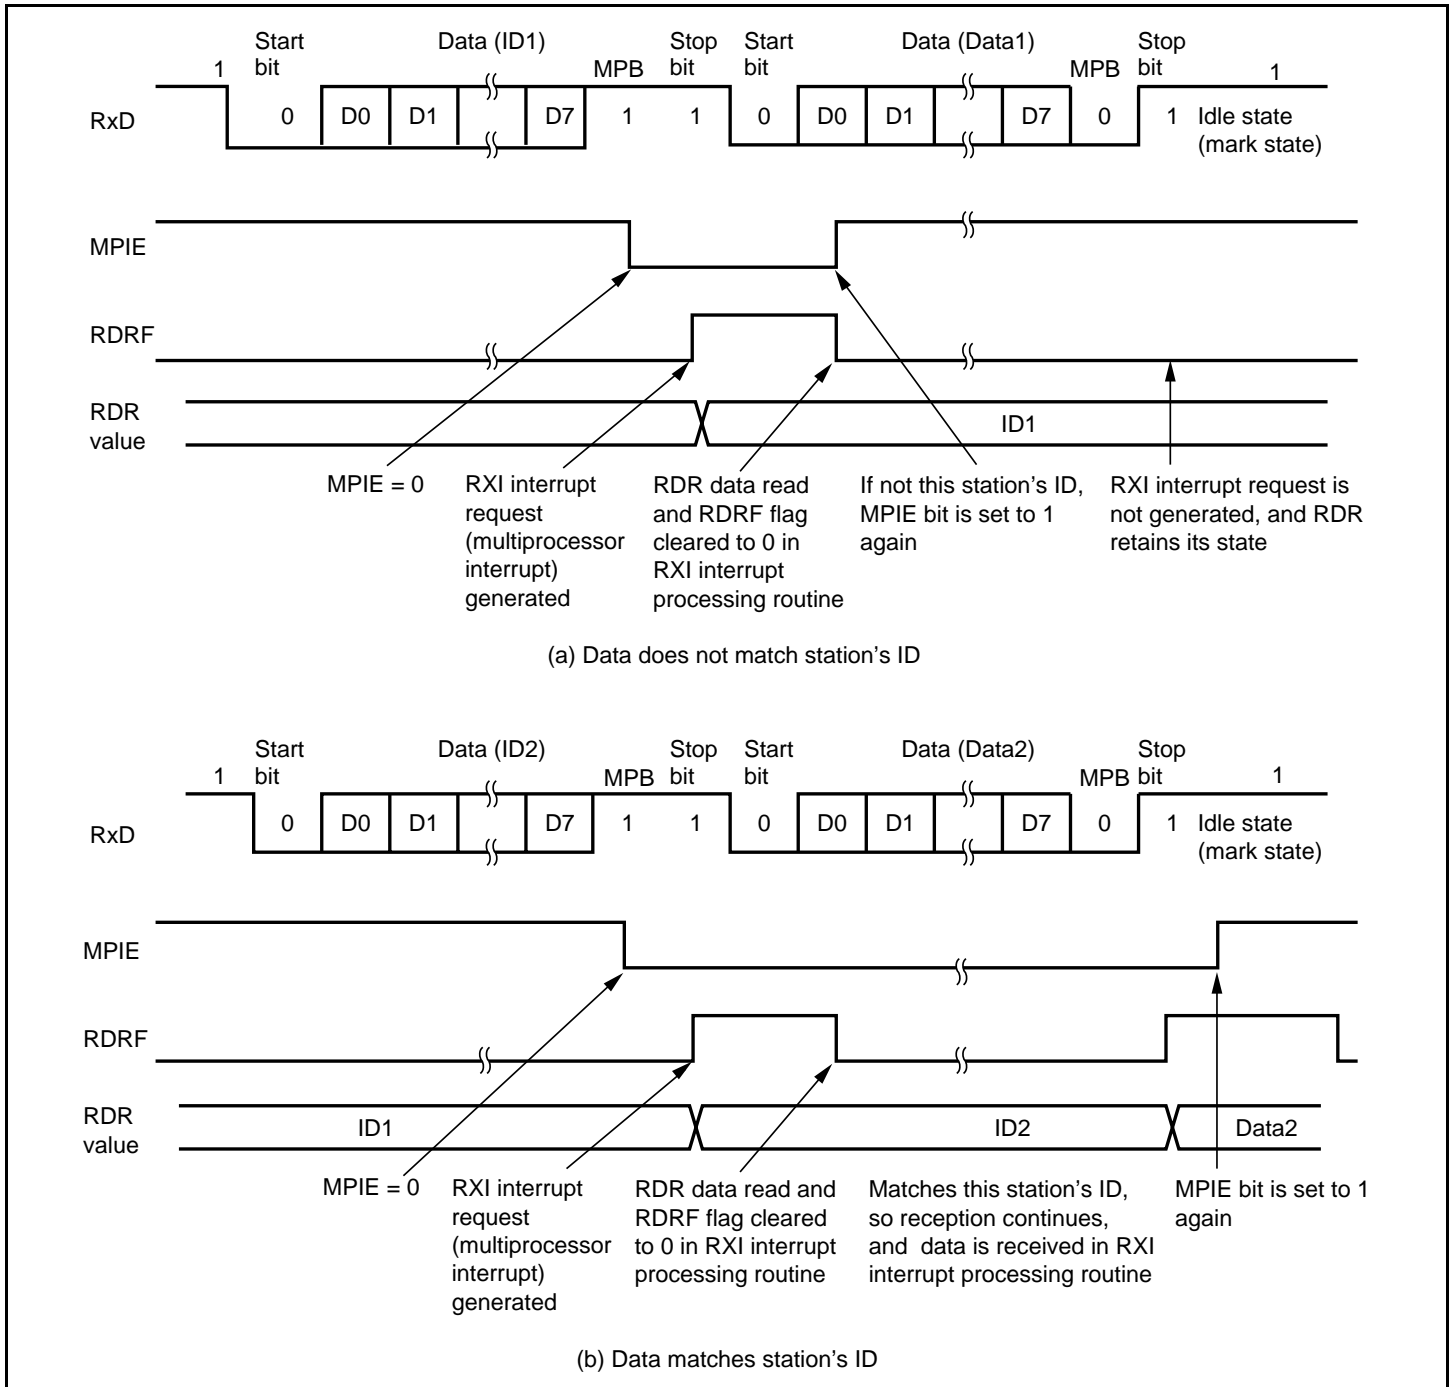 Start bit
Data (ID1)
Stop bit
Start bit
Data (Data1)
Stop bit
1
MPB
MPB
1
RxD
0 D0 D1 D7 1 1 0 D0 D1 D7 0 1 Idle state
(mark state)
MPIE
RDRF
RDR
value
ID1
MPIE = 0
RXI interrupt
request
(multiprocessor
interrupt)
generated
RDR data read
and RDRF flag
cleared to 0 in
RXI interrupt
processing routine
If not this station's ID,
MPIE bit is set to 1
again
RXI interrupt request is
not generated, and RDR
retains its state
(a) Data does not match station's ID
Start bit
Data (ID2)
Stop bit
Start bit
Data (Data2)
Stop bit
1
MPB
MPB
1
RxD
0 D0 D1 D7 1 1 0 D0 D1 D7 0 1 Idle state
(mark state)
MPIE
RDRF
RDR
value
ID1
ID2
Data2
MPIE = 0
RXI interrupt
request
(multiprocessor
interrupt)
generated
RDR data read and
RDRF flag cleared
to 0 in RXI interrupt
processing routine
Matches this station's ID,
so reception continues,
and data is received in RXI
interrupt processing routine
MPIE bit is set to 1
again
(b) Data matches station's ID